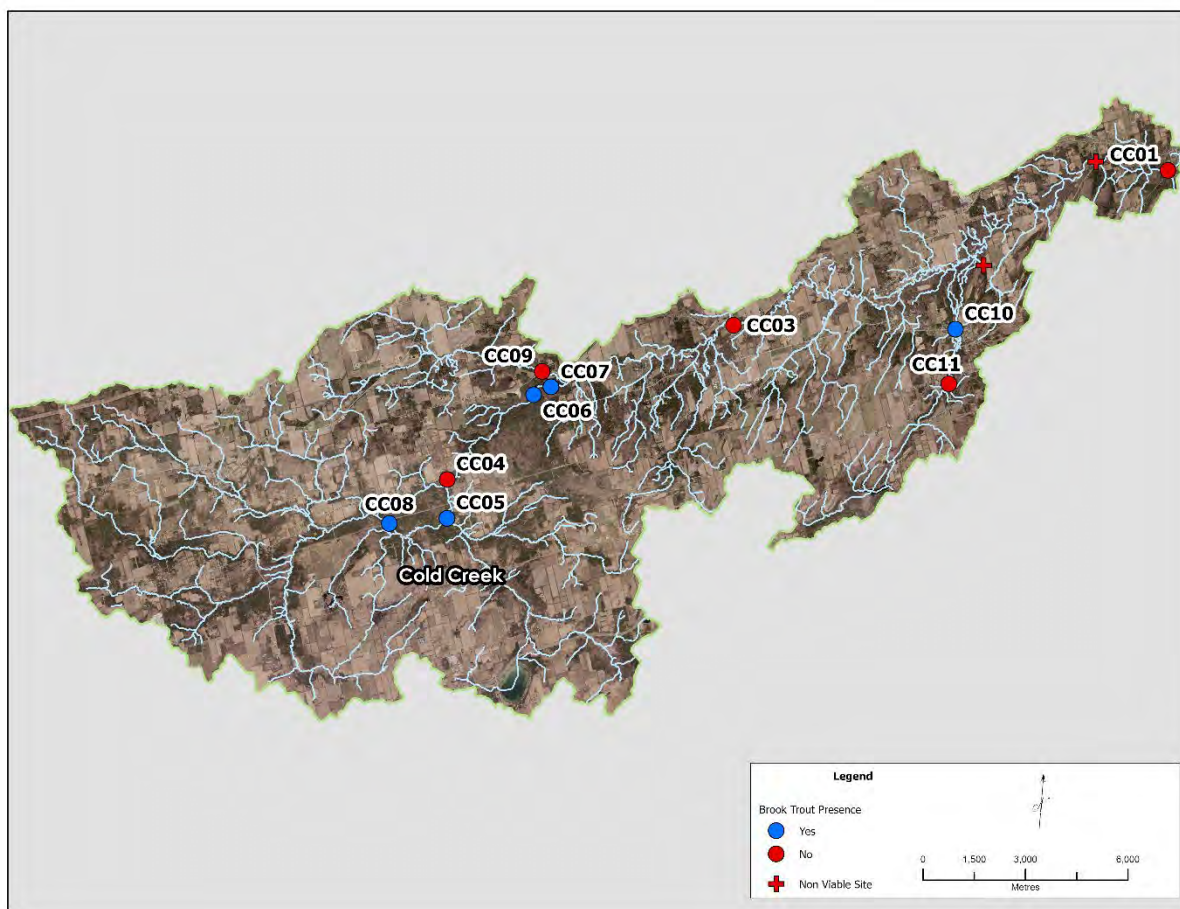 CC01
CC10
CC03
CC11
CC09
CC07
CC06
CC04
CC08
CC05
Cold Creek
Legend
Brook Trout Presence
Yes
No
Non Viable Site
0 1,500 3,000 6,000
Metres